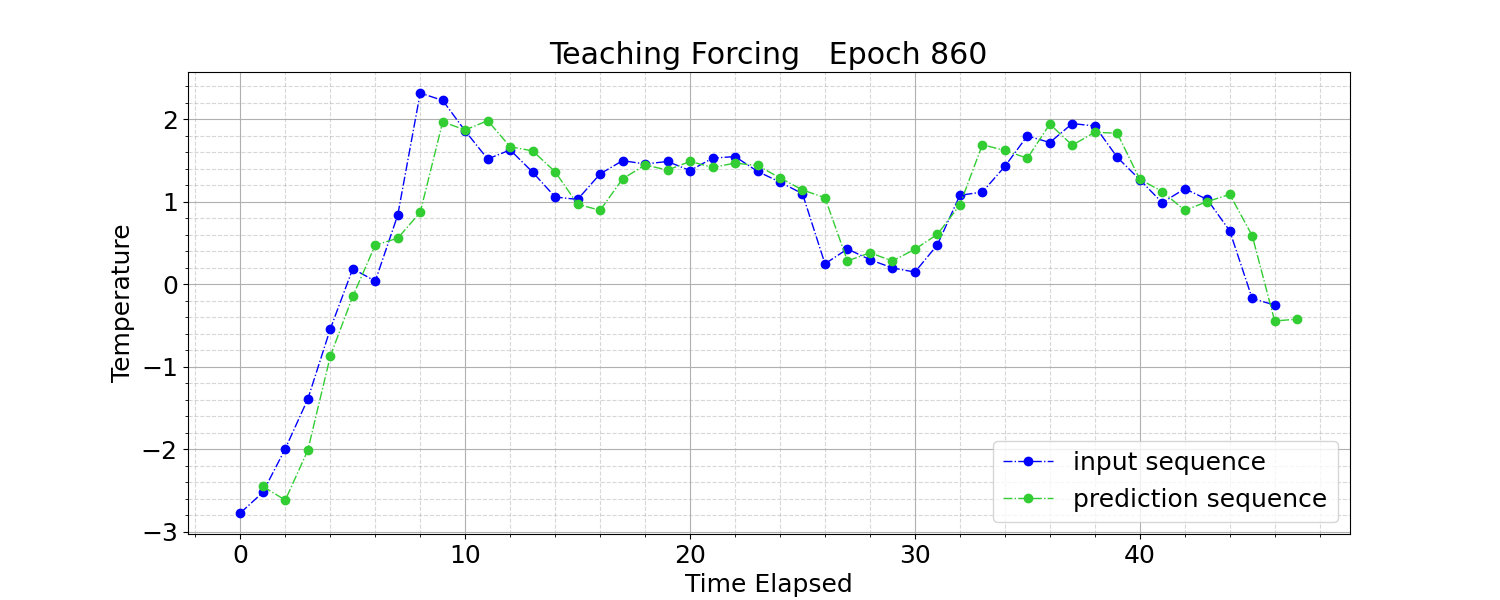 Teaching Forcing   Epoch 860
Temperature
2
1
0
−1
−2
−3
0 10 20 30 40
Time Elapsed
input sequence
prediction sequence